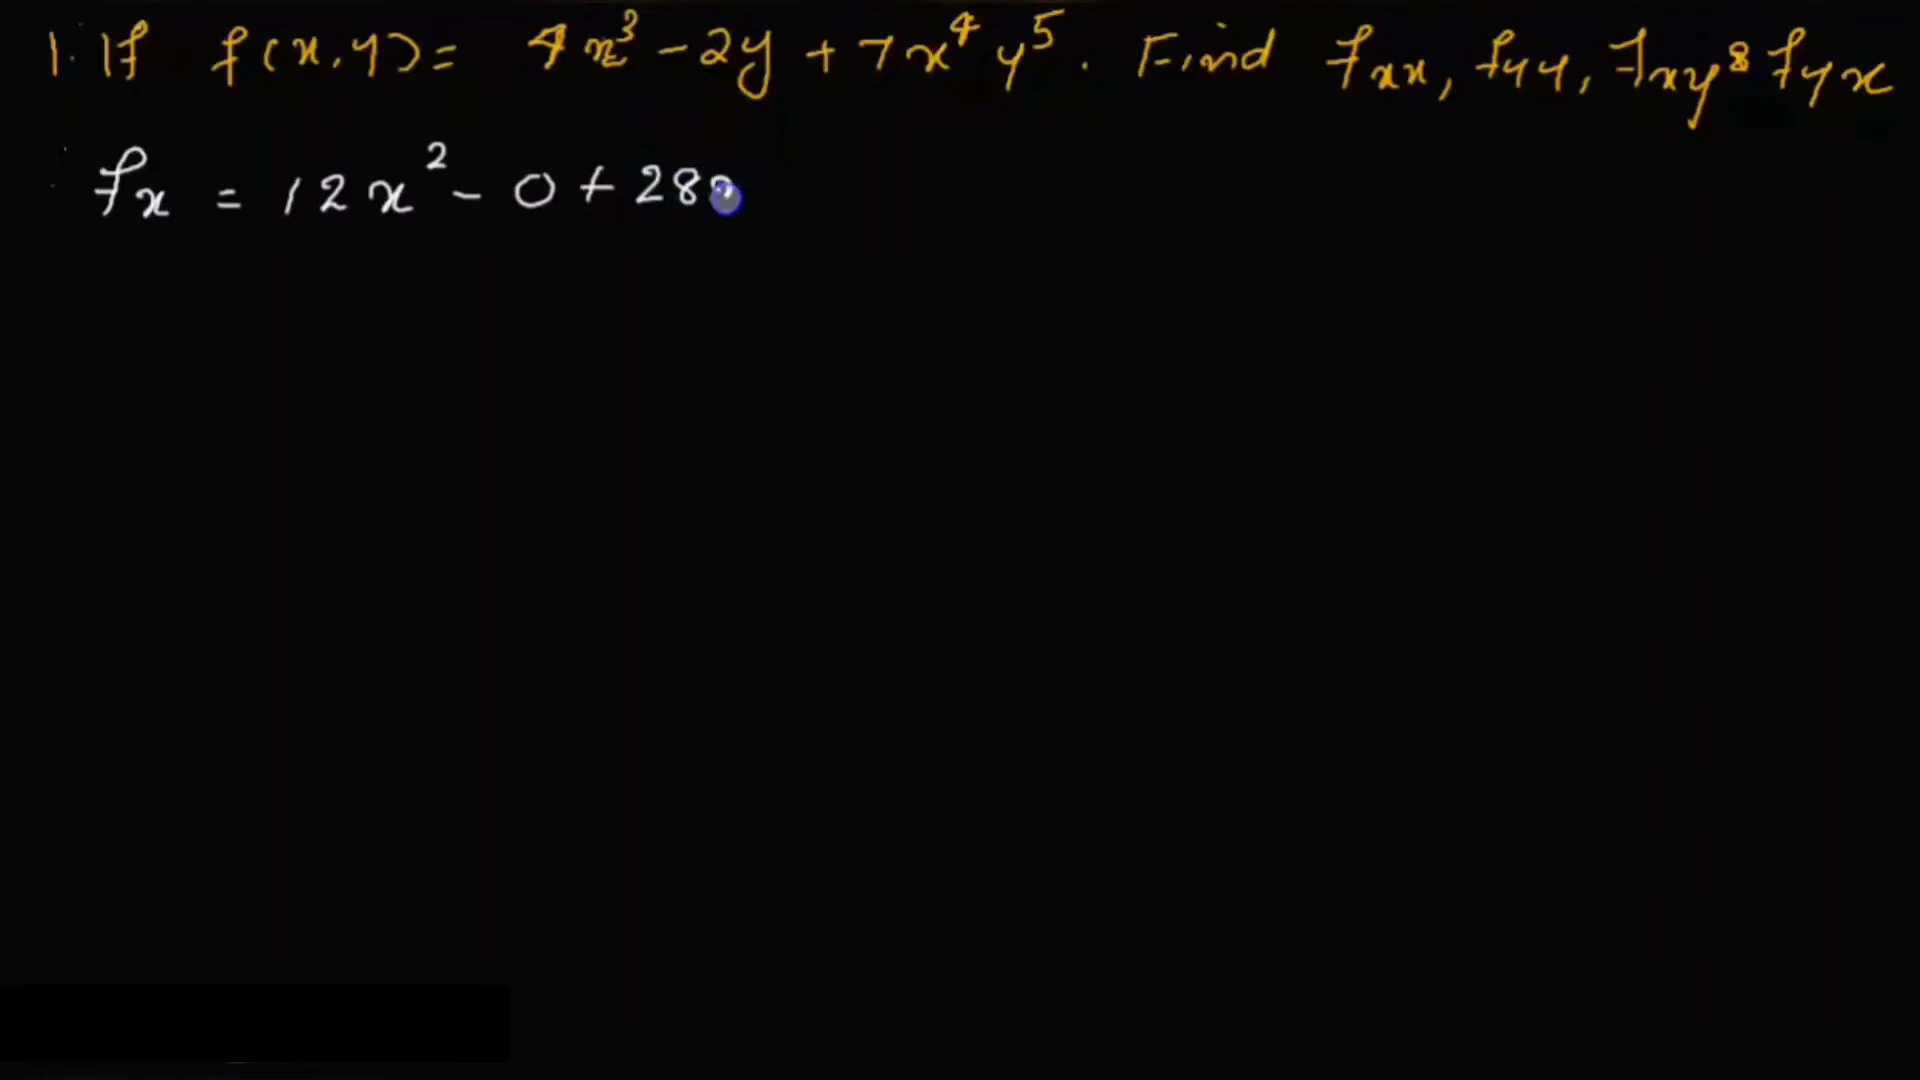 1. If f(x,y) = 4x³ - 2y + 7x⁴y⁵. Find fxx, fyy, fxy & fyx
fx = 12x² - 0 + 28